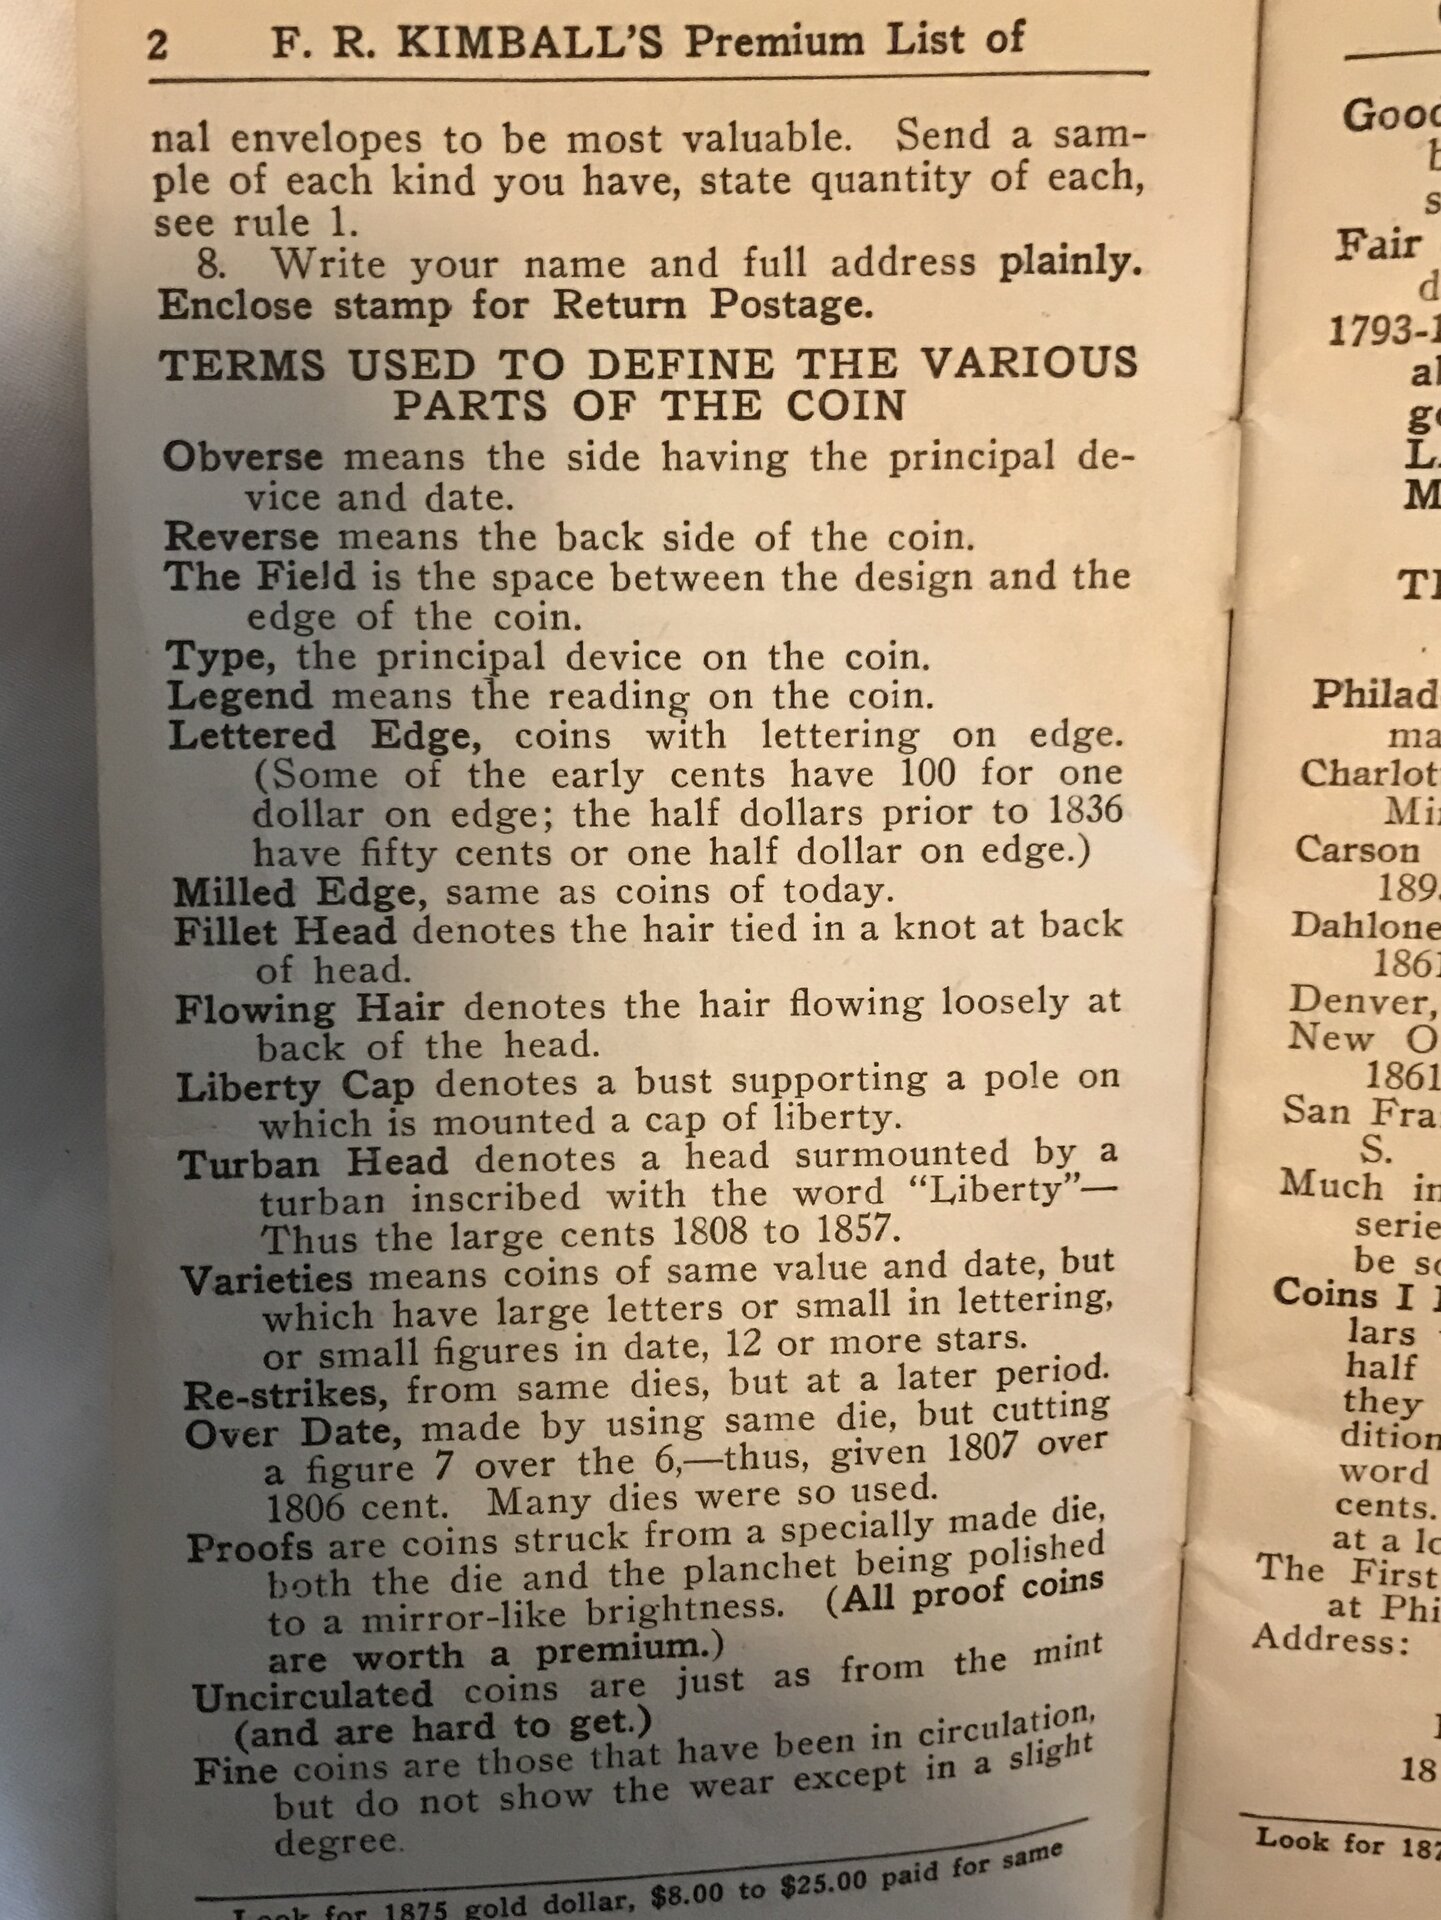 2 F. R. KIMBALL'S Premium List of
nal envelopes to be most valuable. Send a sam-
ple of each kind you have, state quantity of each,
see rule 1.
8. Write your name and full address plainly.
Enclose stamp for Return Postage.
TERMS USED TO DEFINE THE VARIOUS
PARTS OF THE COIN
Obverse means the side having the principal de-
vice and date.
Reverse means the back side of the coin.
The Field is the space between the design and the
edge of the coin.
Type, the principal device on the coin.
Legend means the reading on the coin.
Lettered Edge, coins with lettering on edge.
(Some of the early cents have 100 for one
dollar on edge; the half dollars prior to 1836
have fifty cents or one half dollar on edge.)
Milled Edge, same as coins of today.
Fillet Head denotes the hair tied in a knot at back
of head.
Flowing Hair denotes the hair flowing loosely at
back of the head.
Liberty Cap denotes a bust supporting a pole on
which is mounted a cap of liberty.
Turban Head denotes a head surmounted by a
turban inscribed with the word "Liberty"—
Thus the large cents 1808 to 1857.
Varieties means coins of same value and date, but
which have large letters or small in lettering,
or small figures in date, 12 or more stars.
Re-strikes, from same dies, but at a later period.
Over Date, made by using same die, but cutting
a figure 7 over the 6,—thus, given 1807 over
1806 cent. Many dies were so used.
Proofs are coins struck from a specially made die,
both the die and the planchet being polished
to a mirror-like brightness. (All proof coins
are worth a premium.)
Uncirculated coins are just as from the mint
(and are hard to get.)
Fine coins are those that have been in circulation,
but do not show the wear except in a slight
degree.
Look for 1875 gold dollar, $8.00 to $25.00 paid for same
Fair
Carson
Denver,
New
San
S.
Much
Coins I
lars
half
they
word
cents.
at a
The First
at
Address:
Look for